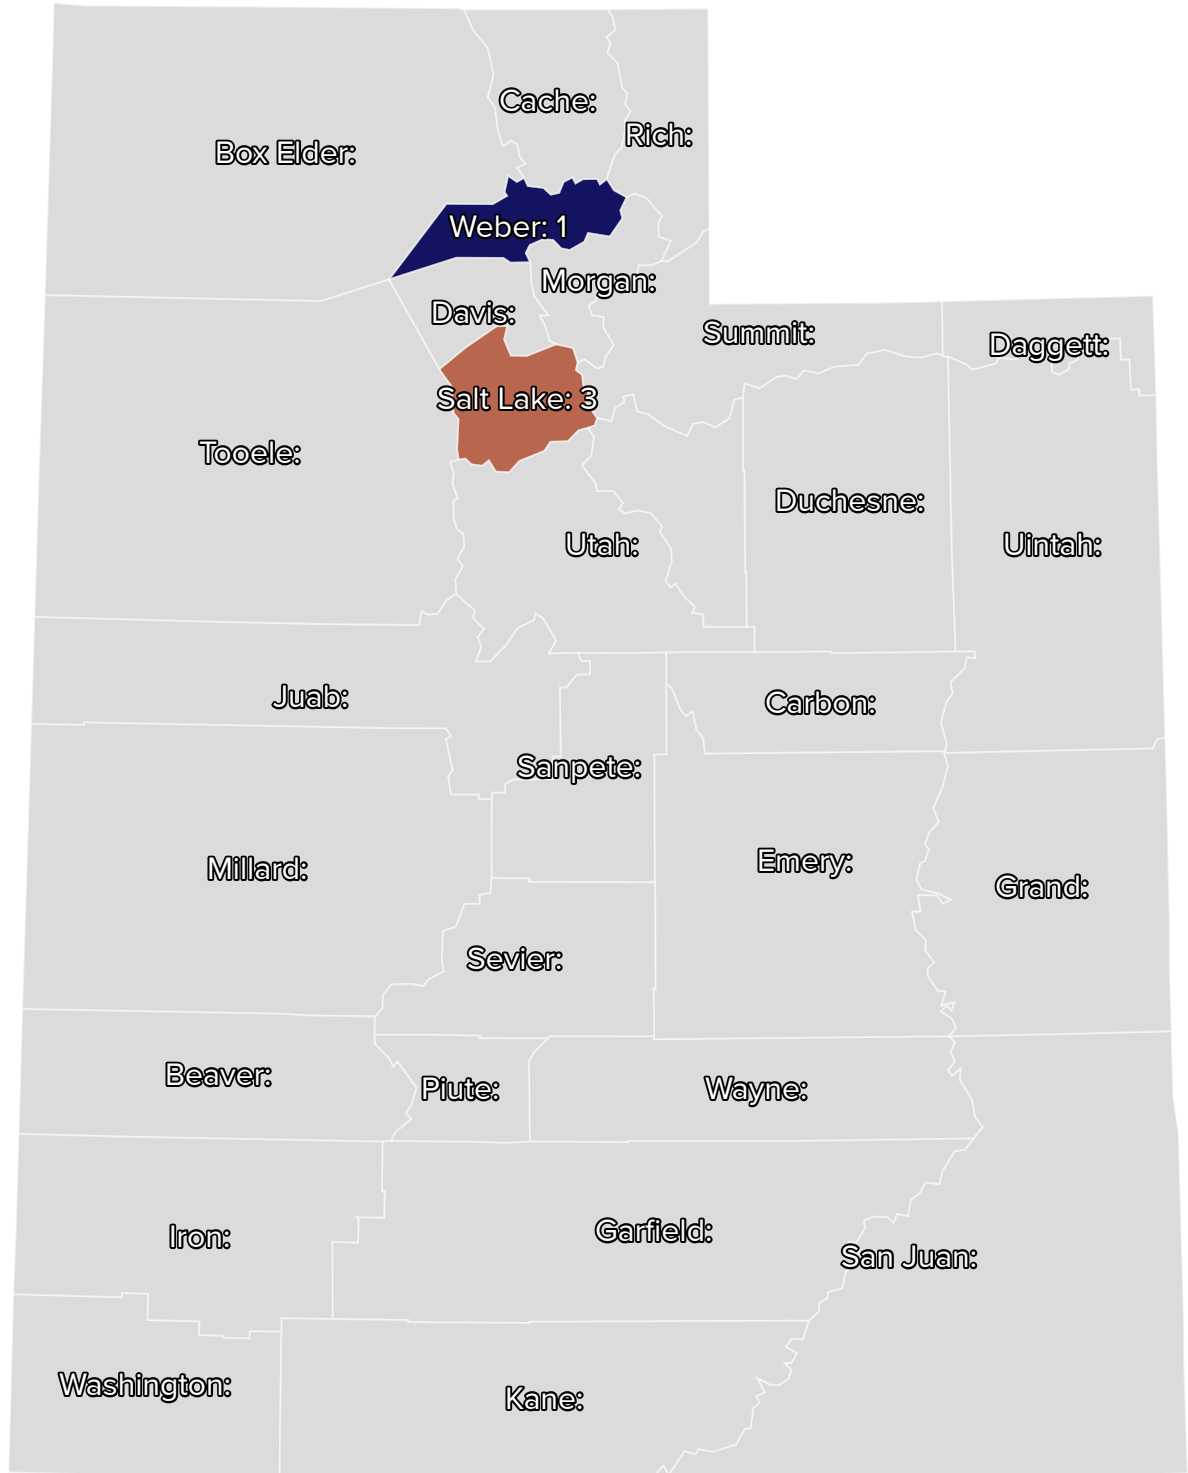 Cache:
Rich:
Box Elder:
Weber: 1
Morgan:
Davis:
Summit:
Daggett:
Salt Lake: 3
Tooele:
Duchesne:
Utah:
Uintah:
Juab:
Carbon:
Sanpete:
Millard:
Emery:
Grand:
Sevier:
Beaver:
Piute:
Wayne:
Iron:
Garfield:
San Juan:
Washington:
Kane: